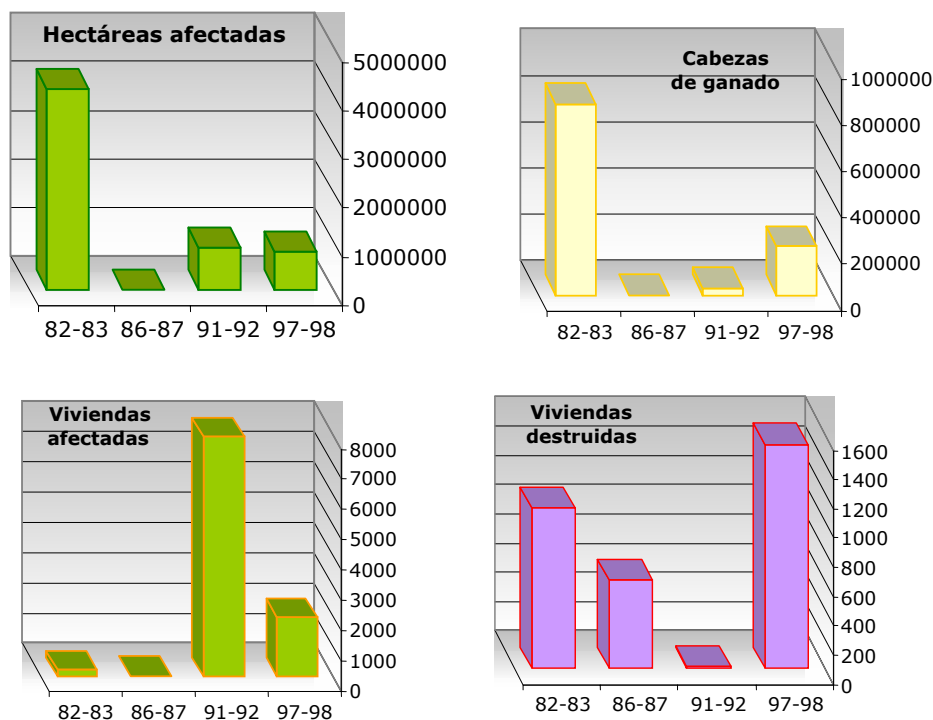 Hectáreas afectadas
5000000
4000000
3000000
2000000
1000000
0
82-83 86-87 91-92 97-98
Cabezas
de ganado
1000000
800000
600000
400000
200000
0
82-83 86-87 91-92 97-98
Viviendas
afectadas
8000
7000
6000
5000
4000
3000
2000
1000
0
82-83 86-87 91-92 97-98
Viviendas
destruidas
1600
1400
1200
1000
800
600
400
200
0
82-83 86-87 91-92 97-98